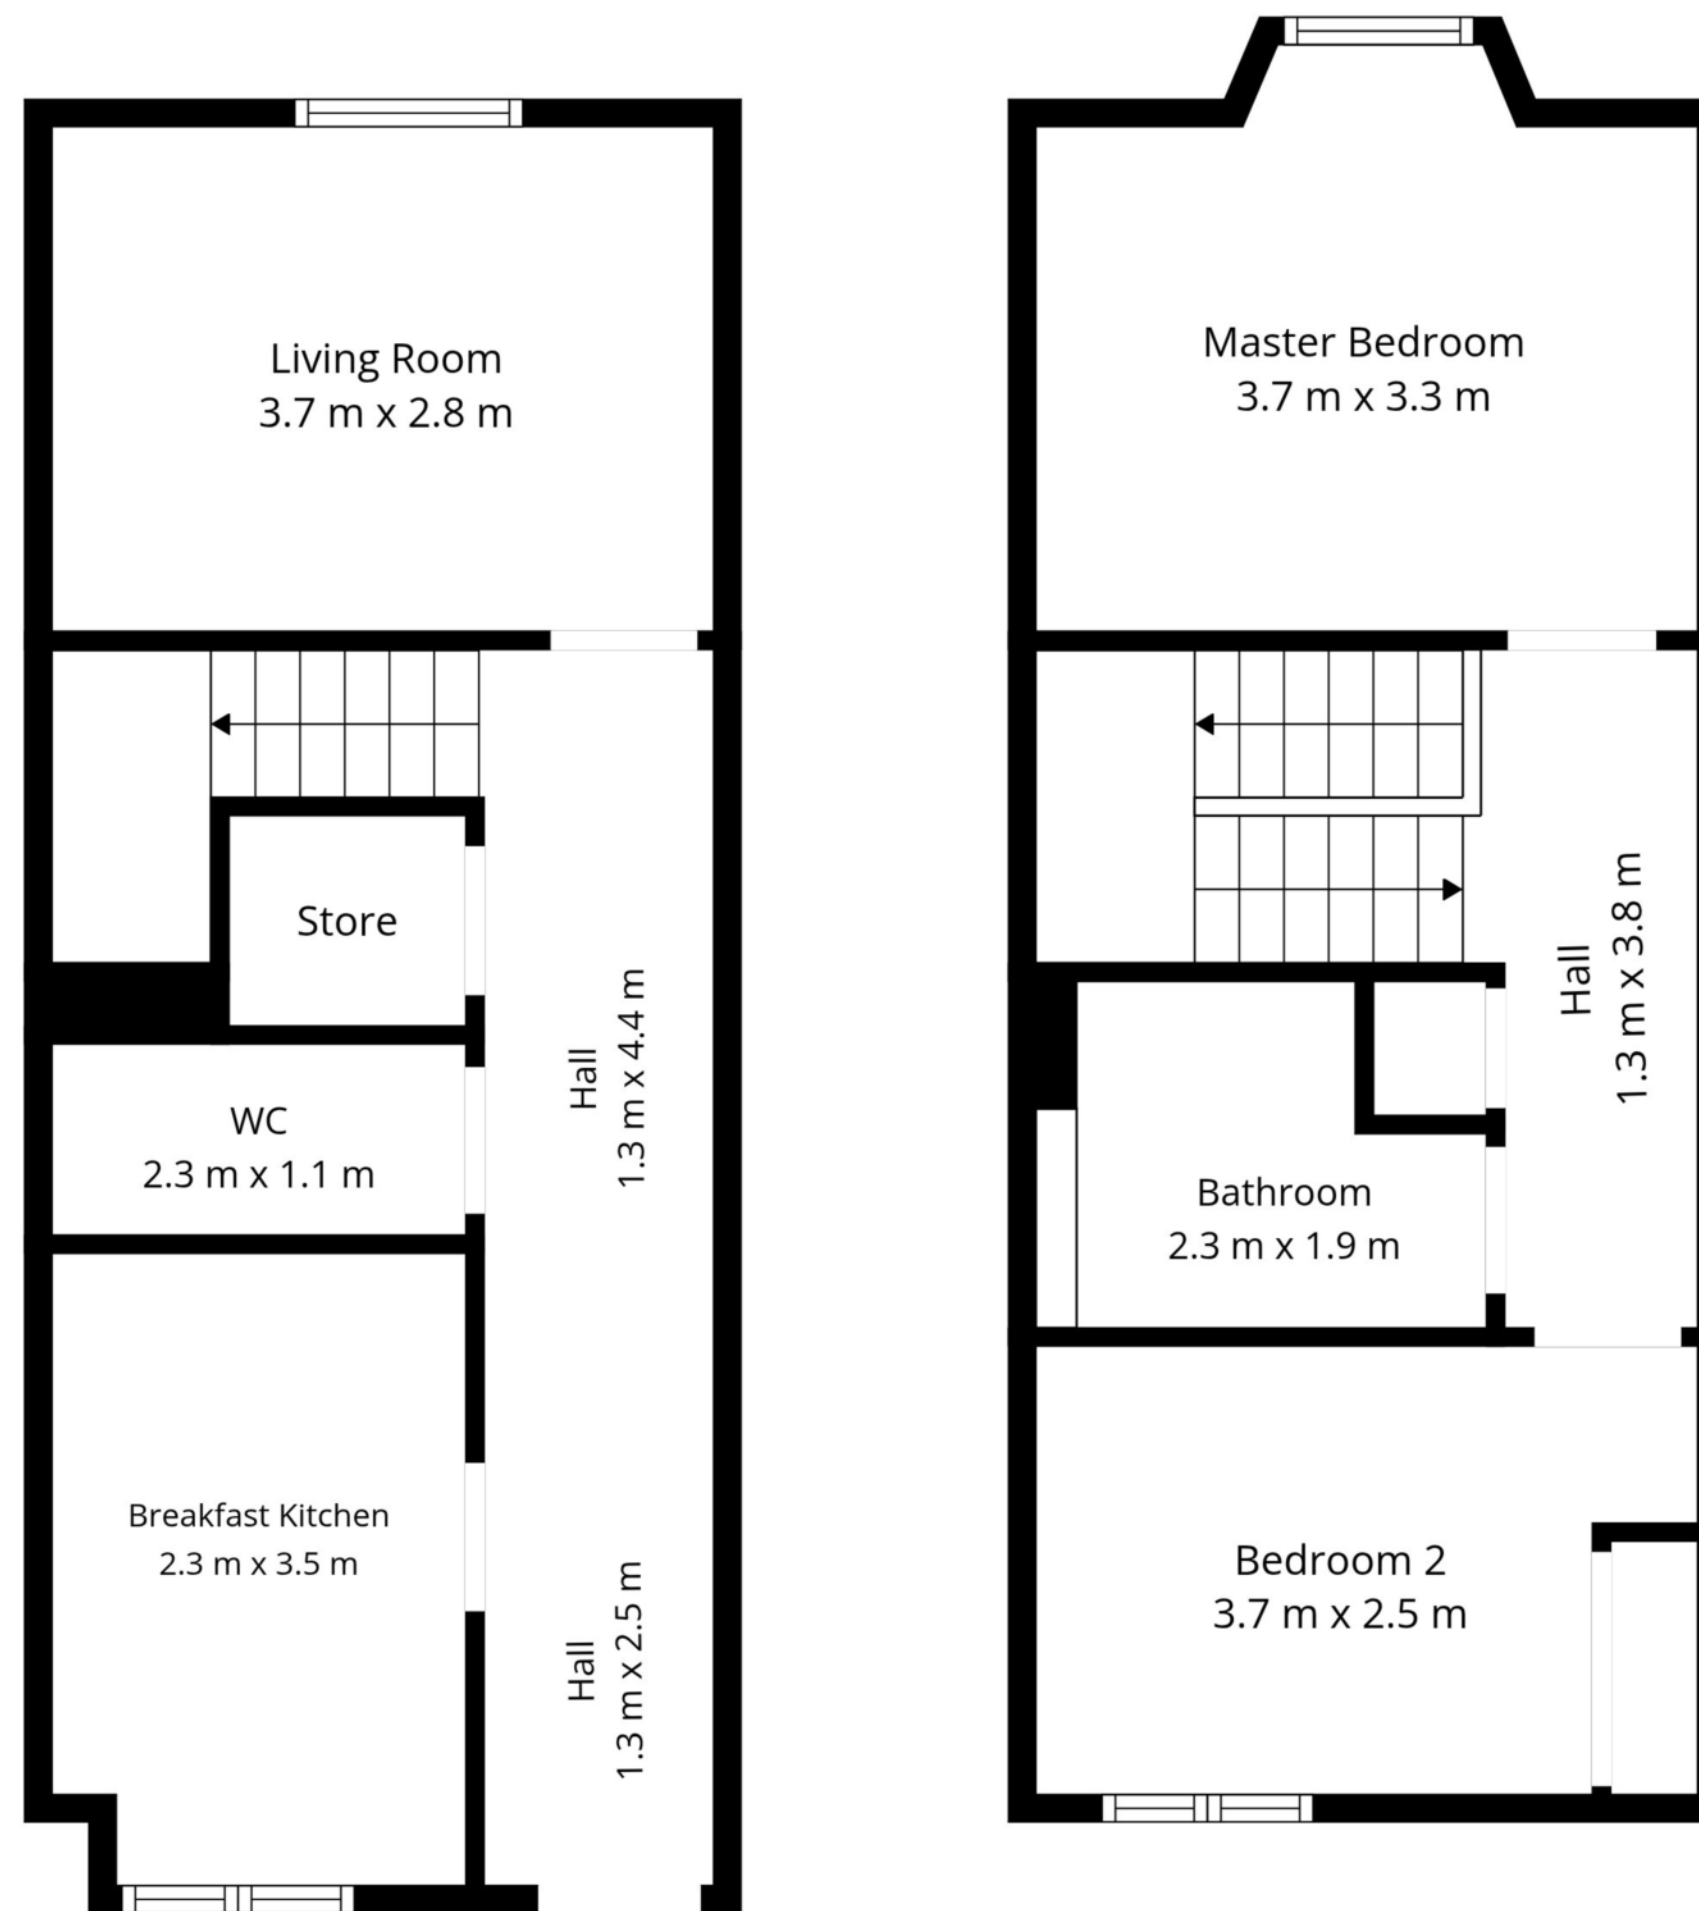 Living Room
3.7 m x 2.8 m
Store
Hall
1.3 m x 4.4 m
WC
2.3 m x 1.1 m
Breakfast Kitchen
2.3 m x 3.5 m
Hall
1.3 m x 2.5 m
Master Bedroom
3.7 m x 3.3 m
Hall
1.3 m x 3.8 m
Bathroom
2.3 m x 1.9 m
Bedroom 2
3.7 m x 2.5 m